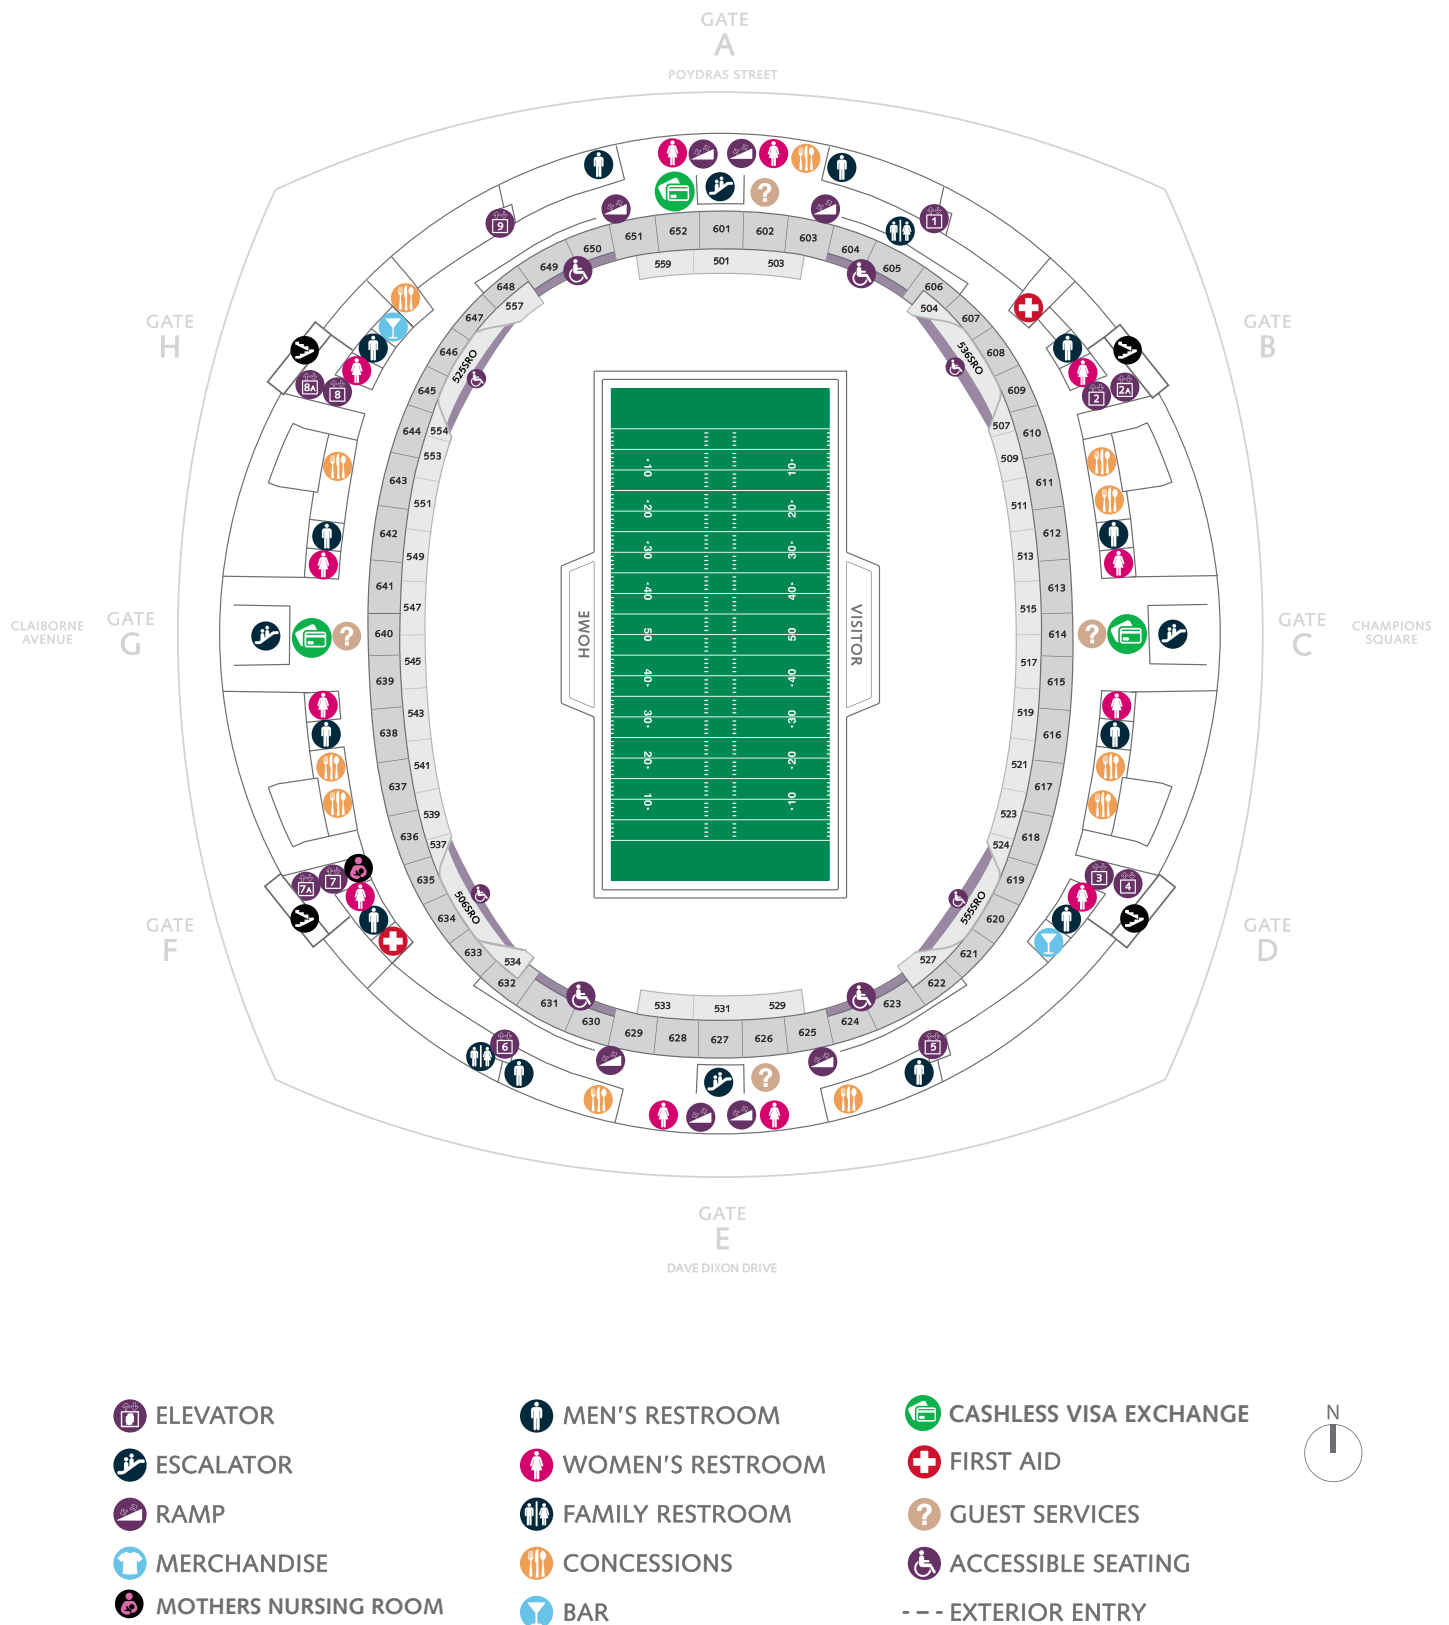 GATE
A
POYDRAS STREET
9
1
651
652
601
602
603
650
604
649
605
559
501
503
648
606
557
504
647
607
GATE
H
GATE
B
646
525SRO
536SRO
608
8A
8
2
2A
645
609
644
554
507
610
553
509
10
10
643
611
551
511
20
20
642
612
549
513
30
30
641
613
40
40
547
515
CLAIBORNE
AVENUE
GATE
G
640
HOME
50
50
VISITOR
614
GATE
C
CHAMPIONS
SQUARE
545
517
639
615
40
40
543
519
638
616
30
30
541
521
20
20
637
617
10
10
539
523
636
618
537
524
7A
7
3
4
635
619
634
506SRO
555SRO
620
GATE
F
GATE
D
633
621
534
527
632
622
631
623
533
531
529
630
624
629
628
627
626
625
6
5
GATE
E
DAVE DIXON DRIVE
ELEVATOR
MEN'S RESTROOM
CASHLESS VISA EXCHANGE
N
ESCALATOR
WOMEN'S RESTROOM
FIRST AID
RAMP
FAMILY RESTROOM
GUEST SERVICES
MERCHANDISE
CONCESSIONS
ACCESSIBLE SEATING
MOTHERS NURSING ROOM
BAR
EXTERIOR ENTRY